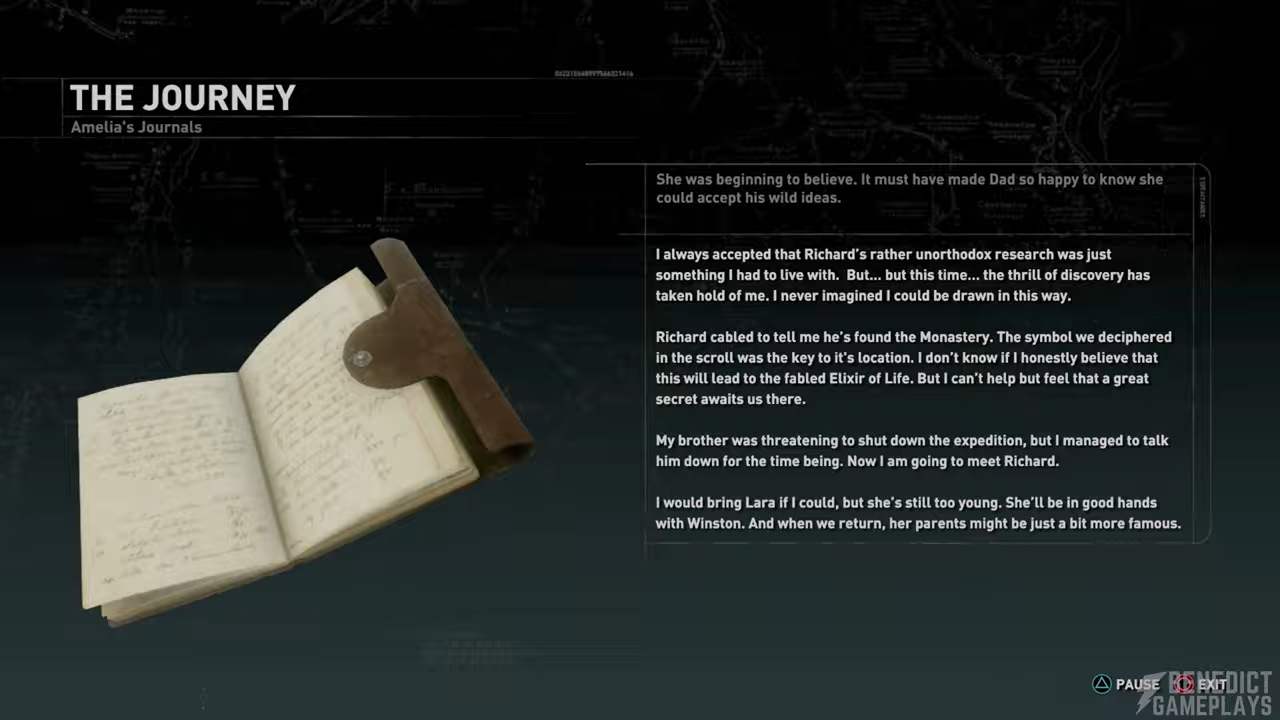 THE JOURNEY
Amelia's Journals
She was beginning to believe. It must have made Dad so happy to know she
could accept his wild ideas.
I always accepted that Richard's rather unorthodox research was just
something I had to live with. But... but this time... the thrill of discovery has
taken hold of me. I never imagined I could be drawn in this way.
Richard cabled to tell me he's found the Monastery. The symbol we deciphered
in the scroll was the key to it's location. I don't know if I honestly believe that
this will lead to the fabled Elixir of Life. But I can't help but feel that a great
secret awaits us there.
My brother was threatening to shut down the expedition, but I managed to talk
him down for the time being. Now I am going to meet Richard.
I would bring Lara if I could, but she's still too young. She'll be in good hands
with Winston. And when we return, her parents might be just a bit more famous.
PAUSE EXIT
BENEDICT
GAMEPLAYS